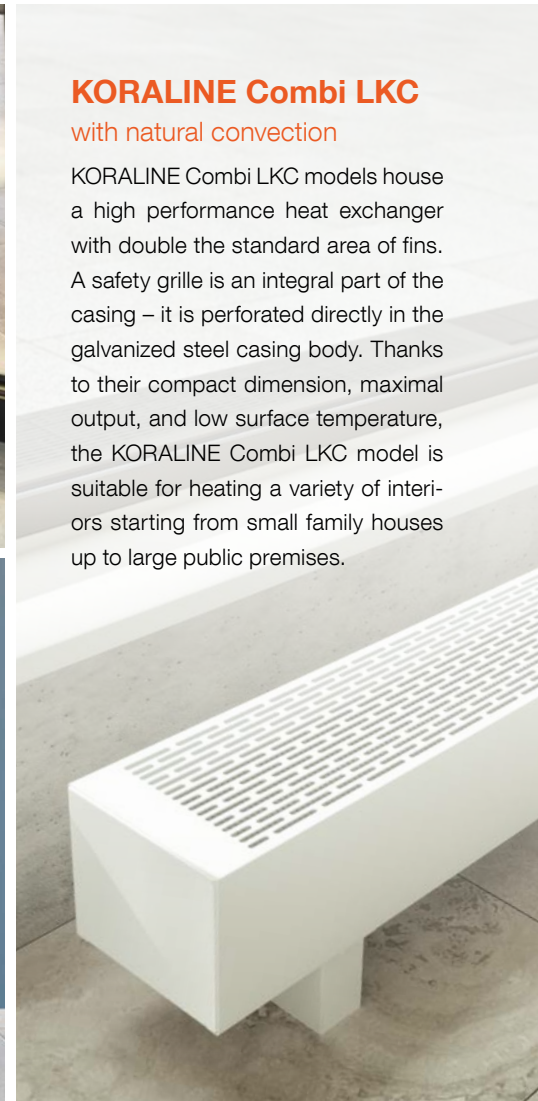 KORALINE Combi LKC
with natural convection
KORALINE Combi LKC models house
a high performance heat exchanger
with double the standard area of fins.
A safety grille is an integral part of the
casing – it is perforated directly in the
galvanized steel casing body. Thanks
to their compact dimension, maximal
output, and low surface temperature,
the KORALINE Combi LKC model is
suitable for heating a variety of interi-
ors starting from small family houses
up to large public premises.